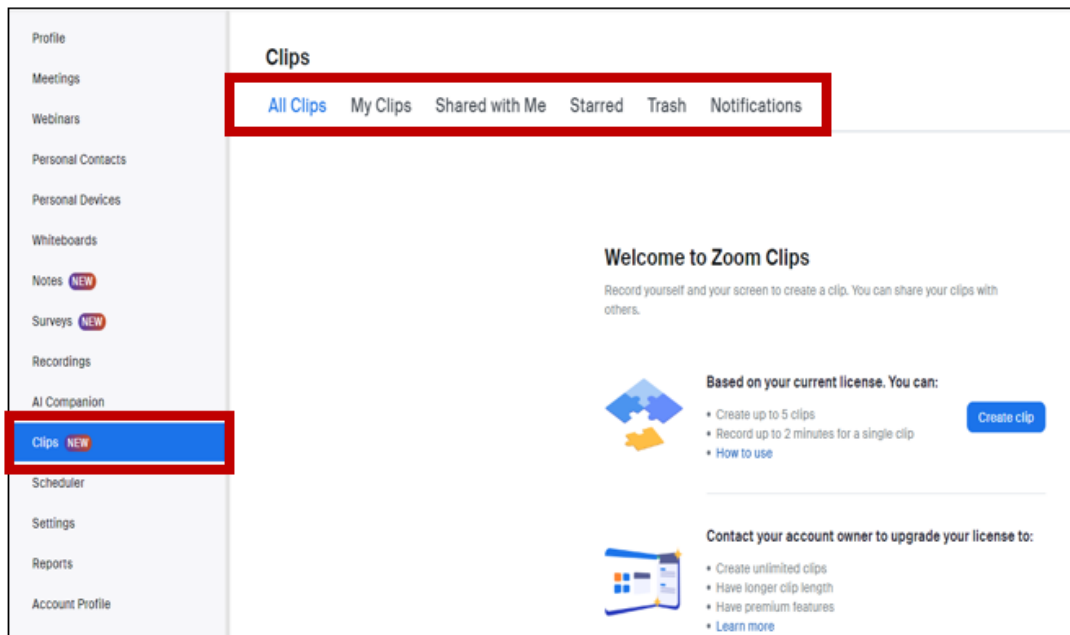 Profile
Meetings
Webinars
Personal Contacts
Personal Devices
Whiteboards
Notes NEW
Surveys NEW
Recordings
AI Companion
Clips NEW
Scheduler
Settings
Reports
Account Profile
Clips
All Clips My Clips Shared with Me Starred Trash Notifications
Welcome to Zoom Clips
Record yourself and your screen to create a clip. You can share your clips with
others.
Based on your current license. You can:
• Create up to 5 clips
• Record up to 2 minutes for a single clip
• How to use
Create clip
Contact your account owner to upgrade your license to:
• Create unlimited clips
• Have longer clip length
• Have premium features
• Learn more